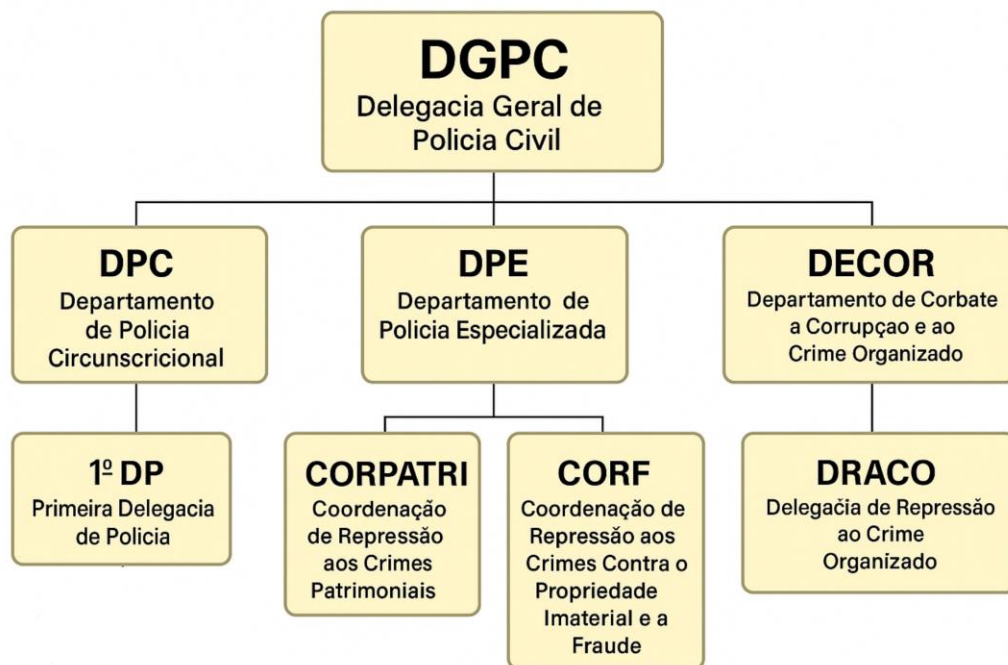 DGPC
Delegacia Geral de
Policia Civil
DPC
Departamento
de Policia
Circunscricional
DPE
Departamento de
Policia Especializada
DECOR
Departamento de Corbate
a Corrupçao e ao
Crime Organizado
1º DP
Primeira Delegacia
de Policia
CORPATRI
Coordenação
de Repressão
aos Crimes
Patrimoniais
CORF
Coordenação de
Repressão aos
Crimes Contra o
Propriedade
Imaterial e a
Fraude
DRACO
Delegačia de Repressão
ao Crime
Organizado